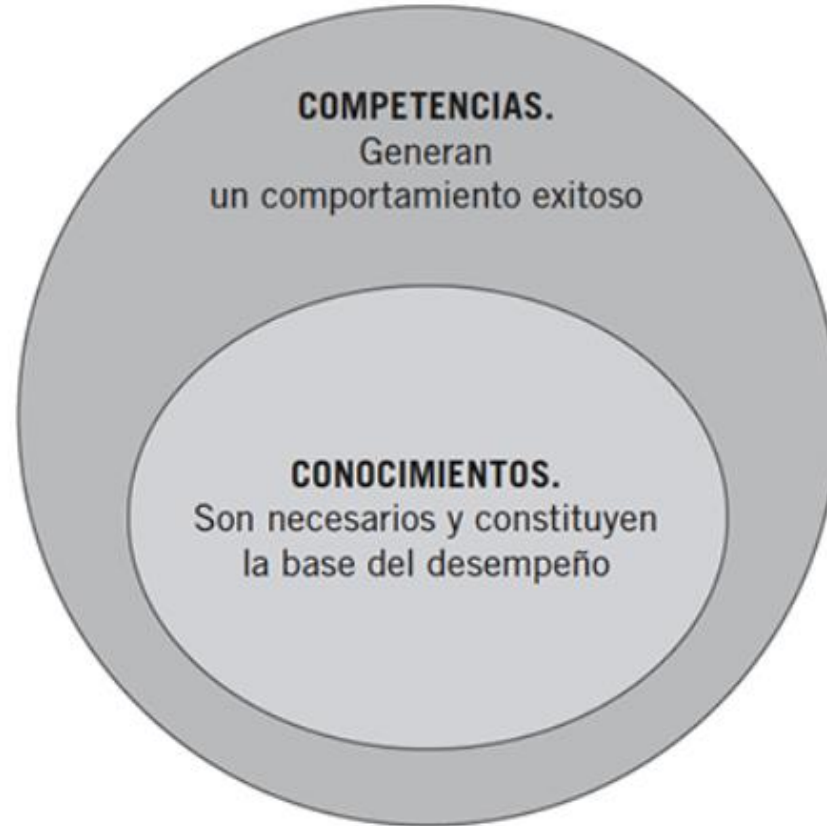 COMPETENCIAS.
Generan
un comportamiento exitoso
CONOCIMIENTOS.
Son necesarios y constituyen
la base del desempeño